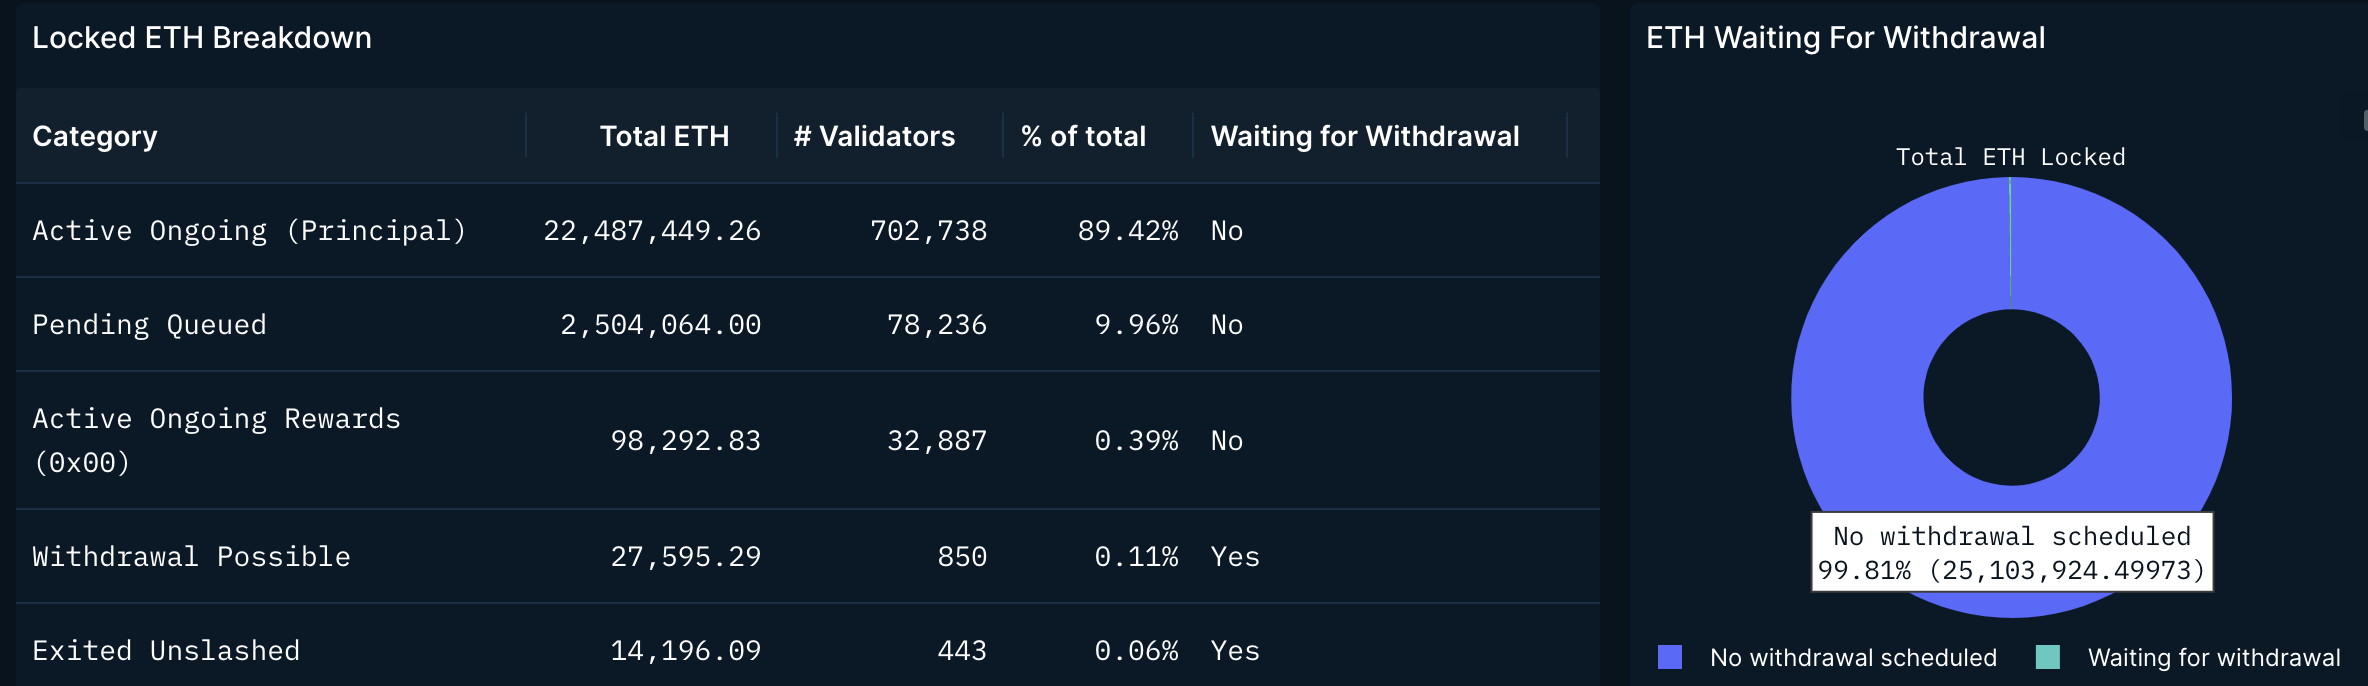 Locked ETH Breakdown
Category Total ETH # Validators % of total Waiting for Withdrawal
Active Ongoing (Principal) 22,487,449.26 702,738 89.42% No
Pending Queued 2,504,064.00 78,236 9.96% No
Active Ongoing Rewards
(0x00) 98,292.83 32,887 0.39% No
Withdrawal Possible 27,595.29 850 0.11% Yes
Exited Unslashed 14,196.09 443 0.06% Yes
ETH Waiting For Withdrawal
Total ETH Locked
No withdrawal scheduled
99.81% (25,103,924.49973)
No withdrawal scheduled Waiting for withdrawal